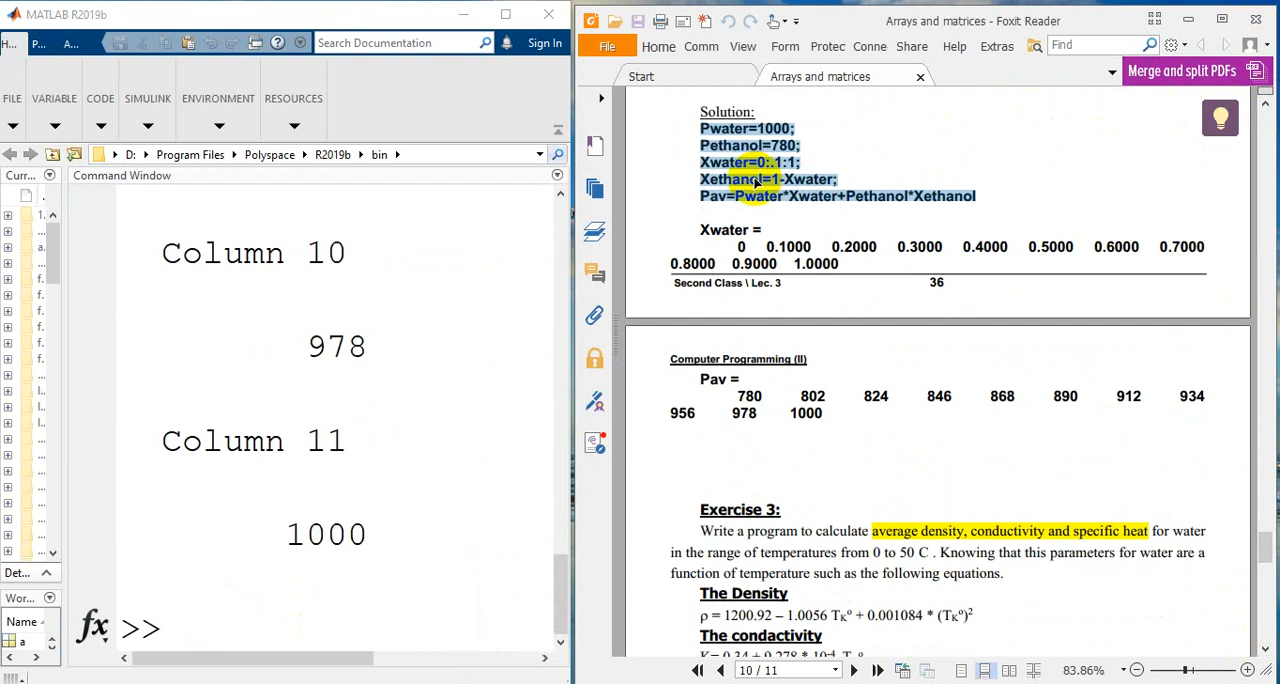 MATLAB R2019b
H... P... A...
Search Documentation
Sign In
FILE VARIABLE CODE SIMULINK ENVIRONMENT RESOURCES
D: Program Files Polyspace R2019b bin
Curr...
Command Window
Column 10
978
Column 11
1000
fx >>
Det...
Wor...
Name
a
Arrays and matrices - Foxit Reader
File Home Comm View Form Protec Conne Share Help Extras Find
Start Arrays and matrices
Merge and split PDFs
Solution:
Pwater=1000;
Pethanol=780;
Xwater=0:.1:1;
Xethanol=1-Xwater;
Pav=Pwater*Xwater+Pethanol*Xethanol
Xwater =
0 0.1000 0.2000 0.3000 0.4000 0.5000 0.6000 0.7000
0.8000 0.9000 1.0000
Second Class \ Lec. 3 36
Computer Programming (II)
Pav =
780 802 824 846 868 890 912 934
956 978 1000
Exercise 3:
Write a program to calculate average density, conductivity and specific heat for water
in the range of temperatures from 0 to 50 C . Knowing that this parameters for water are a
function of temperature such as the following equations.
The Density
ρ = 1200.92 – 1.0056 TKº + 0.001084 * (TKº)2
The condactivity
10 / 11
83.86%